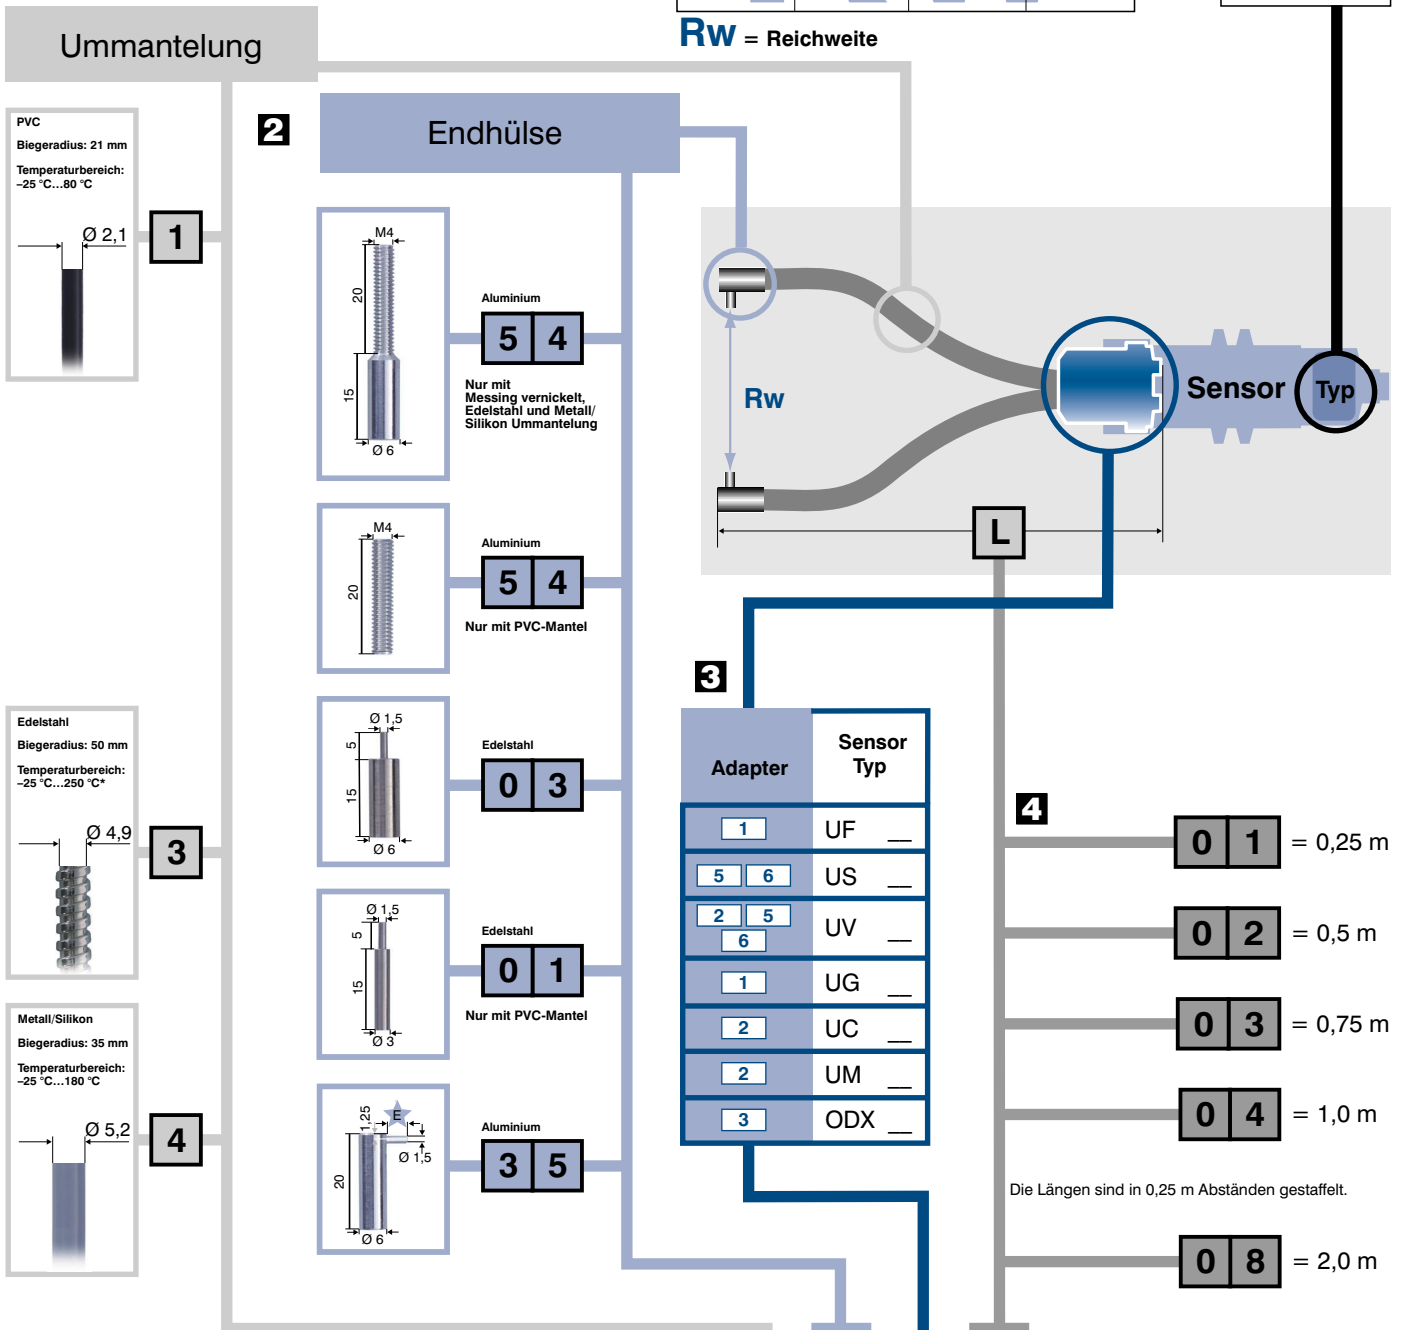 Rw = Reichweite
Ummantelung
PVC
Biegeradius: 21 mm
Temperaturbereich:
–25 °C...80 °C
Ø 2,1
1
Edelstahl
Biegeradius: 50 mm
Temperaturbereich:
–25 °C...250 °C*
Ø 4,9
3
Metall/Silikon
Biegeradius: 35 mm
Temperaturbereich:
–25 °C...180 °C
Ø 5,2
4
2
Endhülse
M4
20
15
Ø 6
Aluminium
5 4
Nur mit
Messing vernickelt,
Edelstahl und Metall/
Silikon Ummantelung
M4
20
Aluminium
5 4
Nur mit PVC-Mantel
Ø 1,5
5
15
Ø 6
Edelstahl
0 3
Ø 1,5
5
15
Ø 3
Edelstahl
0 1
Nur mit PVC-Mantel
1,25
E
Ø 1,5
20
Ø 6
Aluminium
3 5
Rw
Sensor
Typ
L
3
Adapter
Sensor
Typ
1 UF __
5 6 US __
2 5
6 UV __
1 UG __
2 UC __
2 UM __
3 ODX __
4
0 1 = 0,25 m
0 2 = 0,5 m
0 3 = 0,75 m
0 4 = 1,0 m
Die Längen sind in 0,25 m Abständen gestaffelt.
0 8 = 2,0 m